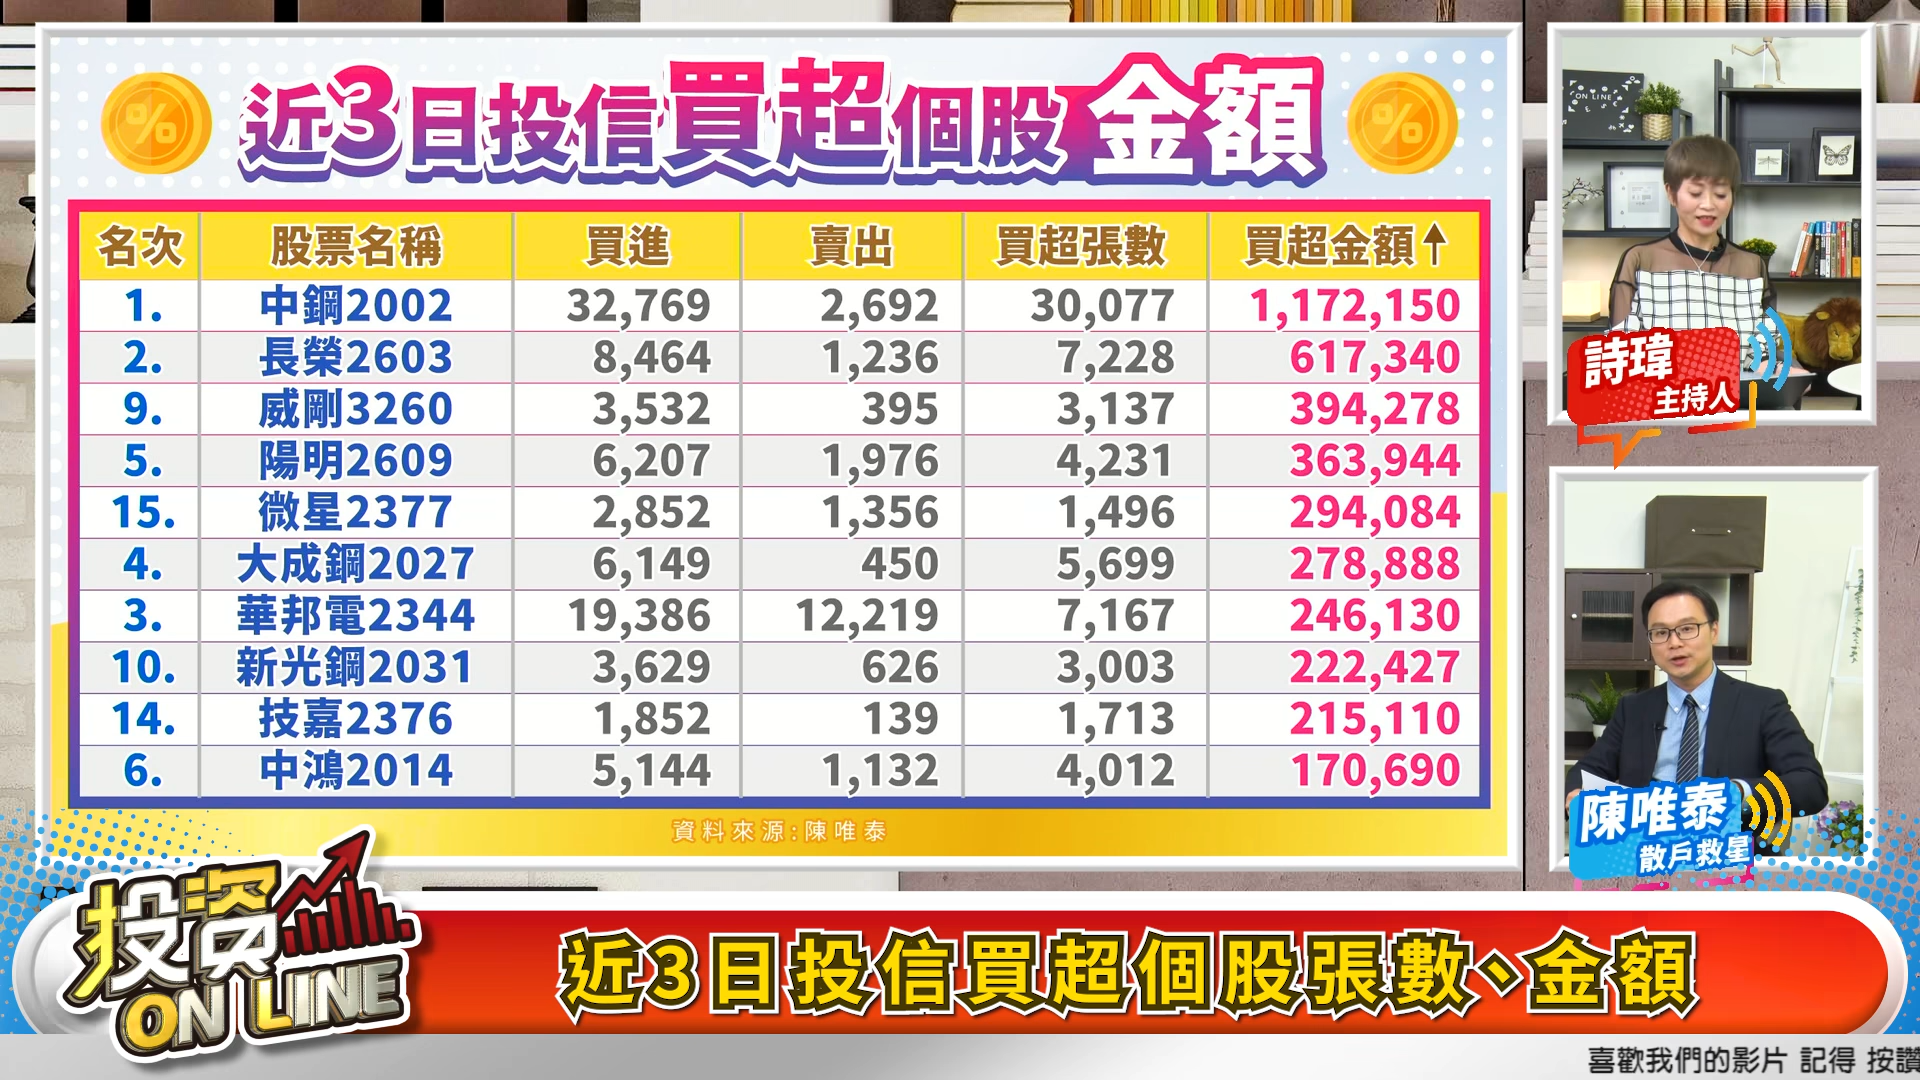 近3日投信買超個股 金額
名次 股票名稱 買進 賣出 買超張數 買超金額↑
1. 中鋼2002 32,769 2,692 30,077 1,172,150
2. 長榮2603 8,464 1,236 7,228 617,340
9. 威剛3260 3,532 395 3,137 394,278
5. 陽明2609 6,207 1,976 4,231 363,944
15. 微星2377 2,852 1,356 1,496 294,084
4. 大成鋼2027 6,149 450 5,699 278,888
3. 華邦電2344 19,386 12,219 7,167 246,130
10. 新光鋼2031 3,629 626 3,003 222,427
14. 技嘉2376 1,852 139 1,713 215,110
6. 中鴻2014 5,144 1,132 4,012 170,690
資料來源:陳唯泰
ON LINE
詩瑋
主持人
陳唯泰
散戶救星
投資
ON LINE
近3日投信買超個股張數、金額
喜歡我們的影片 記得 按讚